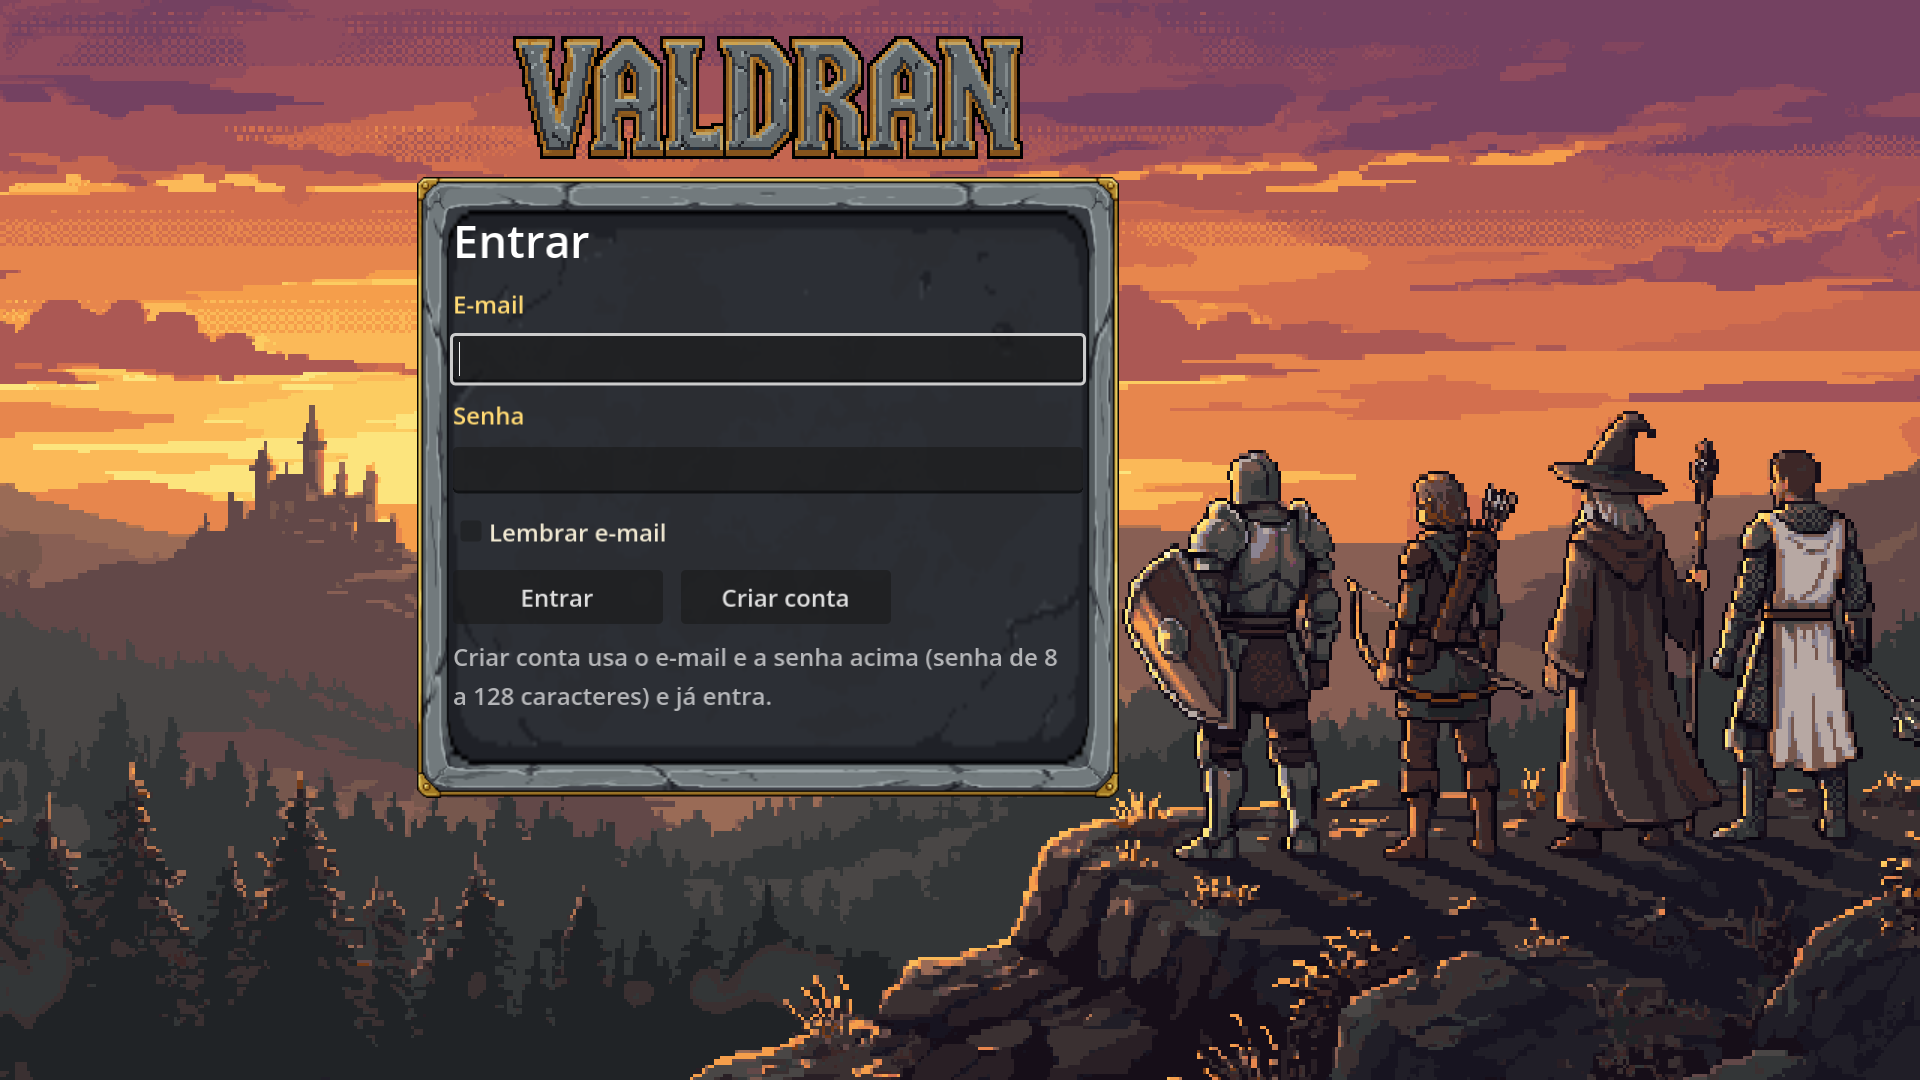 VALDRAN
Entrar
E-mail
Senha
Lembrar e-mail
Entrar
Criar conta
Criar conta usa o e-mail e a senha acima (senha de 8
a 128 caracteres) e já entra.